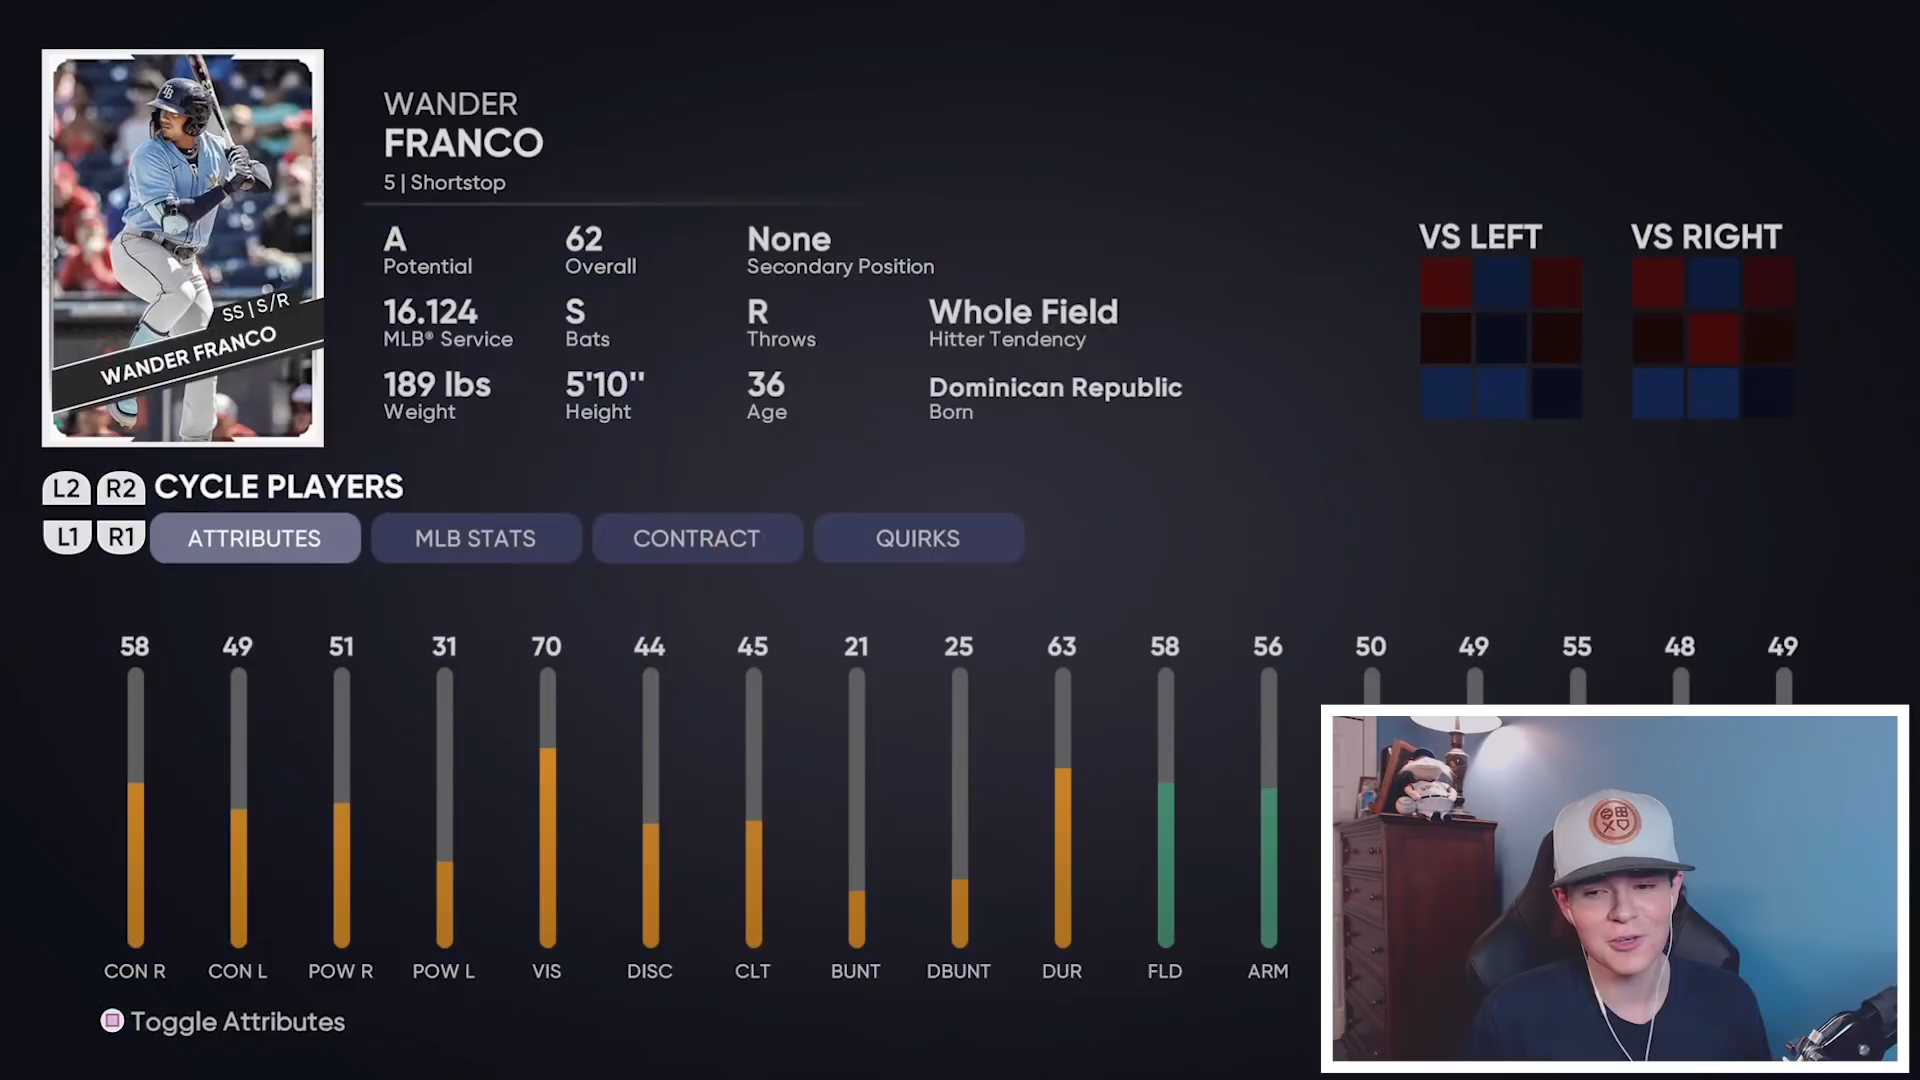 WANDER
FRANCO
5 | Shortstop
A
Potential
62
Overall
None
Secondary Position
16.124
MLB® Service
S
Bats
R
Throws
Whole Field
Hitter Tendency
189 lbs
Weight
5'10"
Height
36
Age
Dominican Republic
Born
VS LEFT
VS RIGHT
TB
SS | S/R
WANDER FRANCO
L2 R2 CYCLE PLAYERS
L1 R1 ATTRIBUTES MLB STATS CONTRACT QUIRKS
58 49 51 31 70 44 45 21 25 63 58 56 50 49 55 48 49
CON R CON L POW R POW L VIS DISC CLT BUNT DBUNT DUR FLD ARM
Toggle Attributes